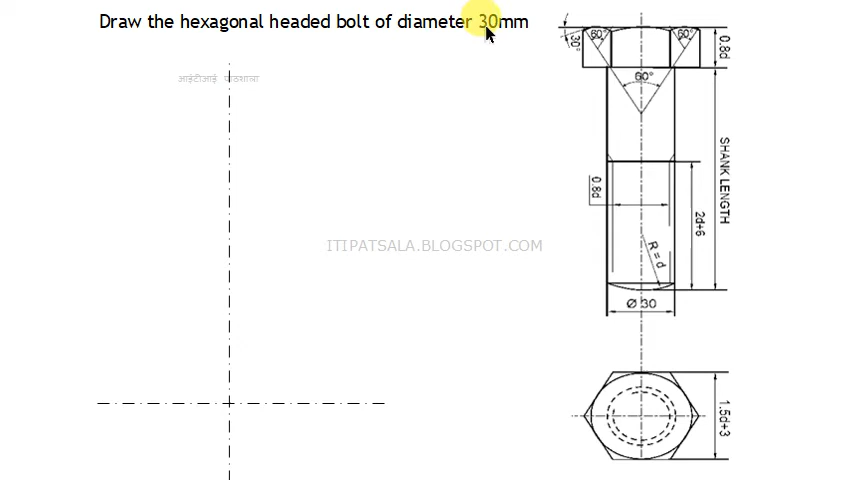 Draw the hexagonal headed bolt of diameter 30mm
आईटीआई पाठशाला
ITIPATSALA.BLOGSPOT.COM
60°
60°
30°
0.8d
60°
SHANK LENGTH
0.8d
2d+6
R = d
Ø 30
1.5d+3